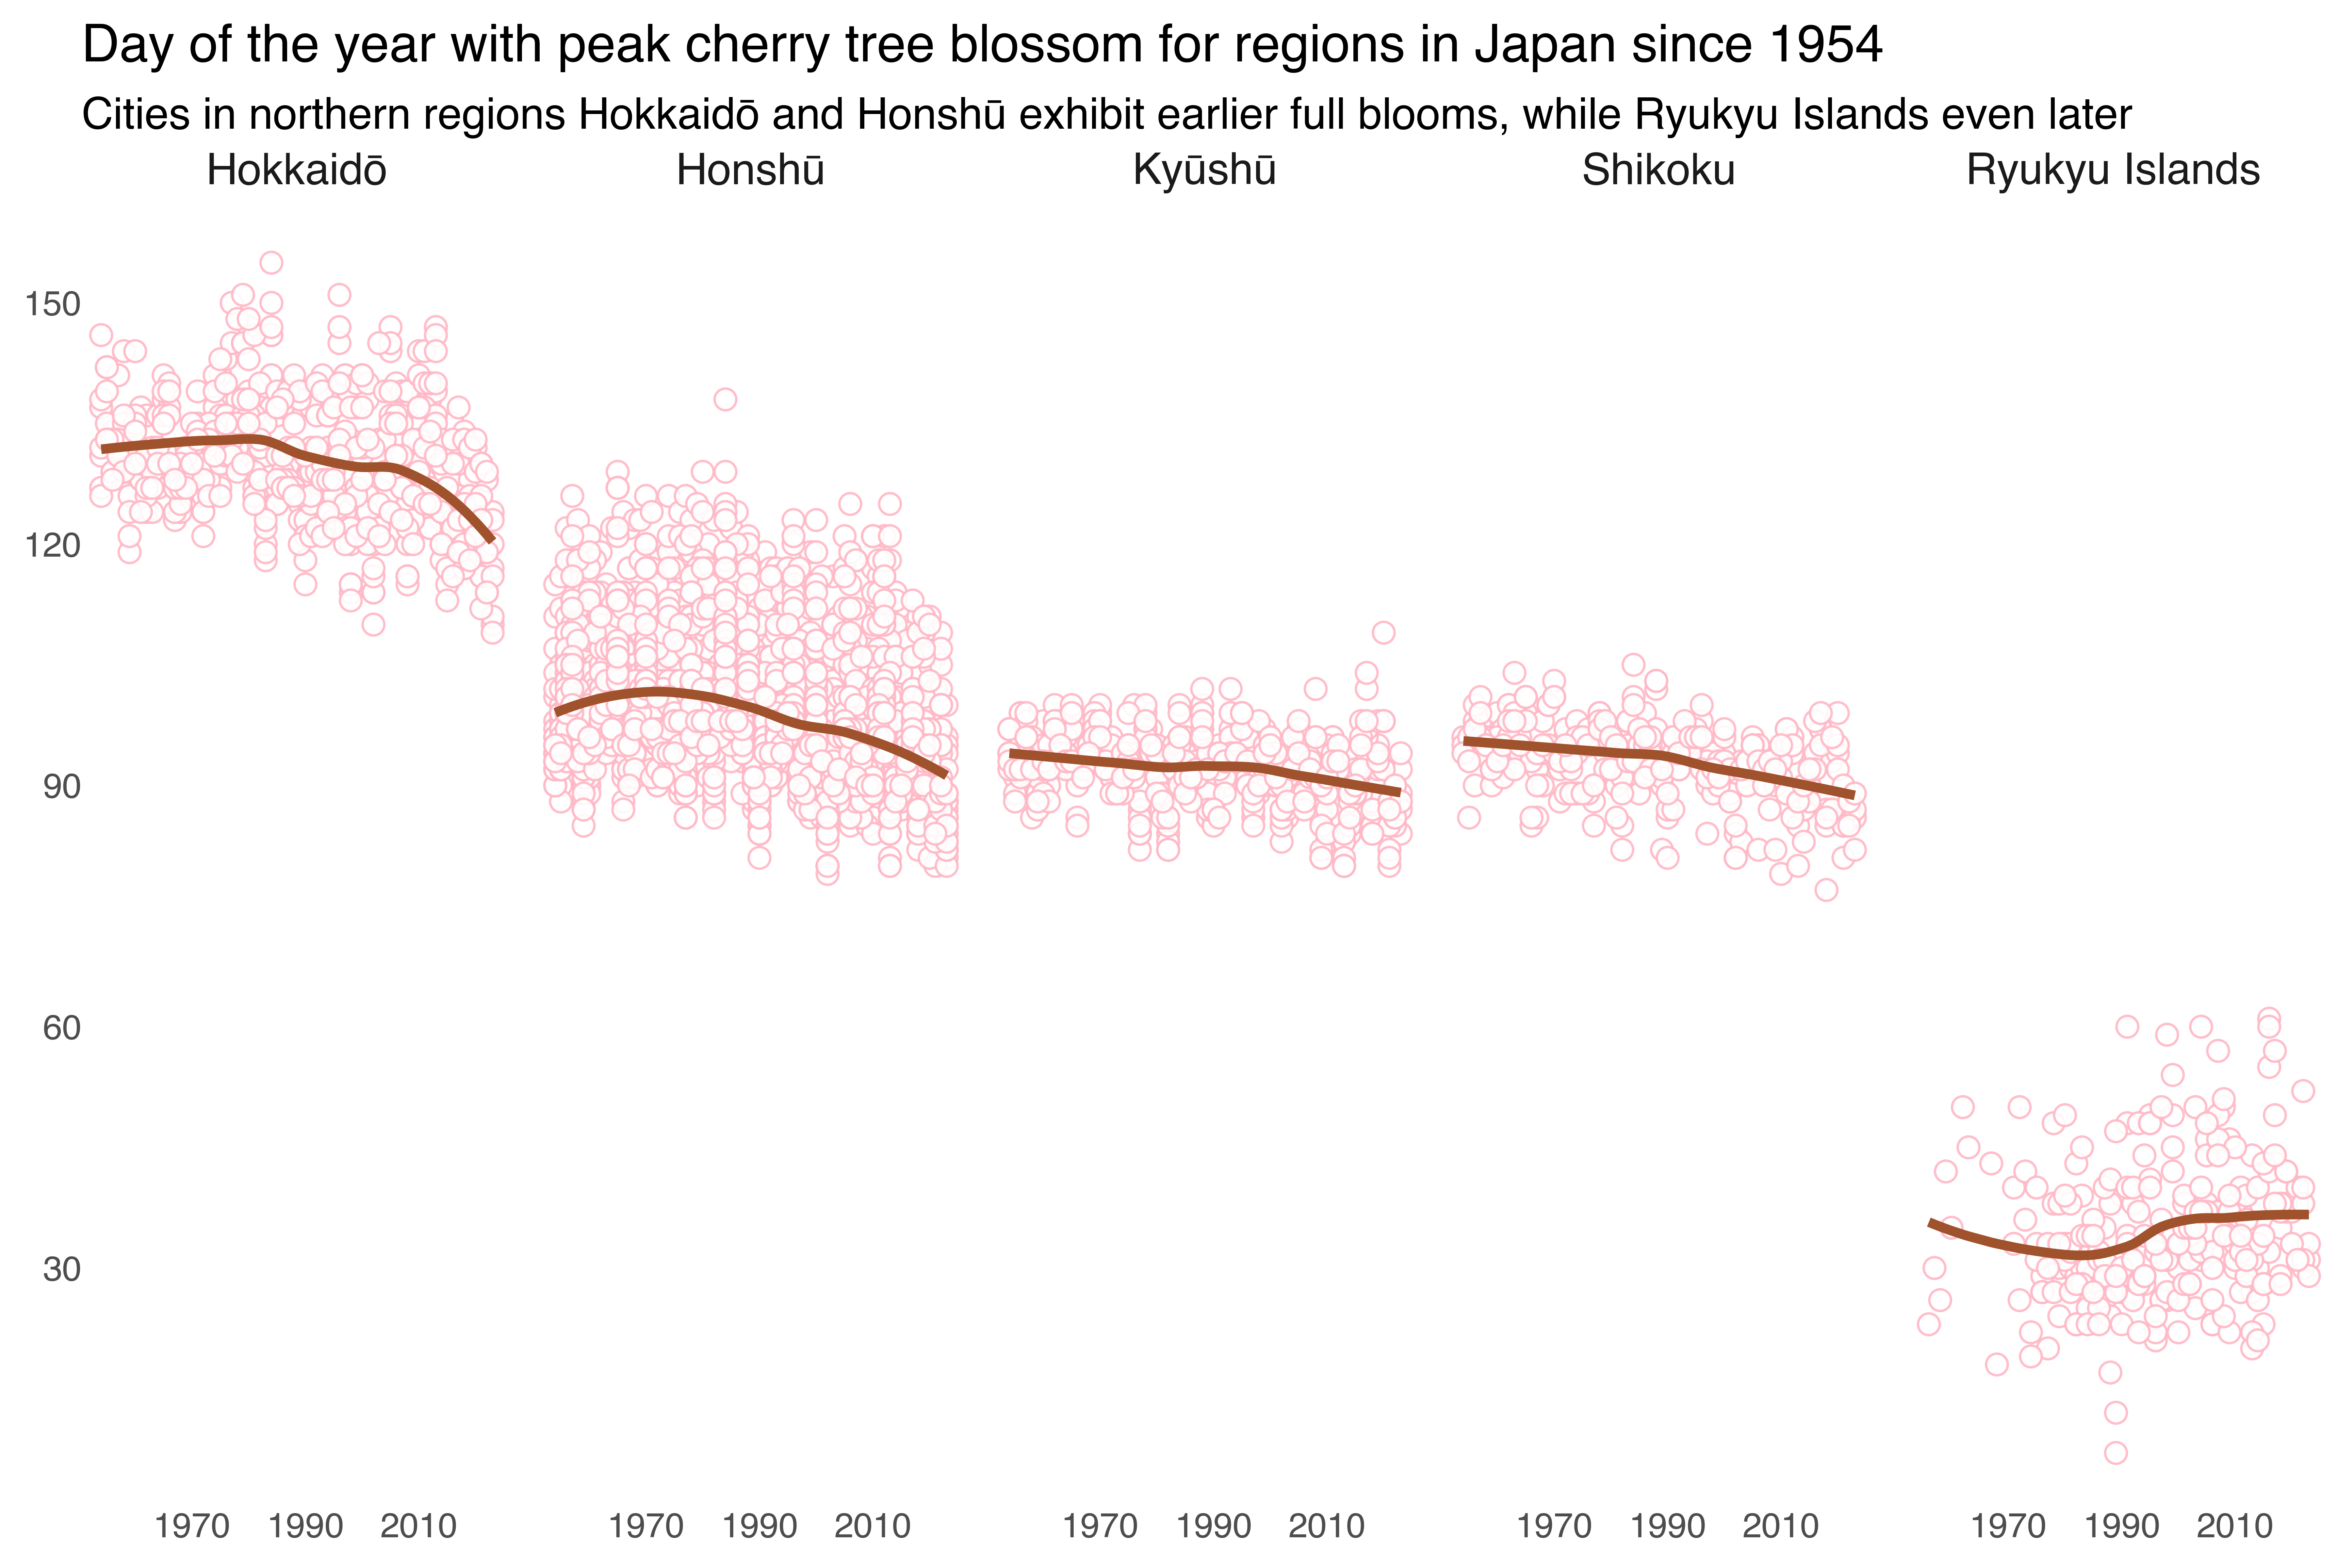 Day of the year with peak cherry tree blossom for regions in Japan since 1954
Cities in northern regions Hokkaidō and Honshū exhibit earlier full blooms, while Ryukyu Islands even later
Hokkaidō Honshū Kyūshū Shikoku Ryukyu Islands
150
120
90
60
30
1970 1990 2010 1970 1990 2010 1970 1990 2010 1970 1990 2010 1970 1990 2010